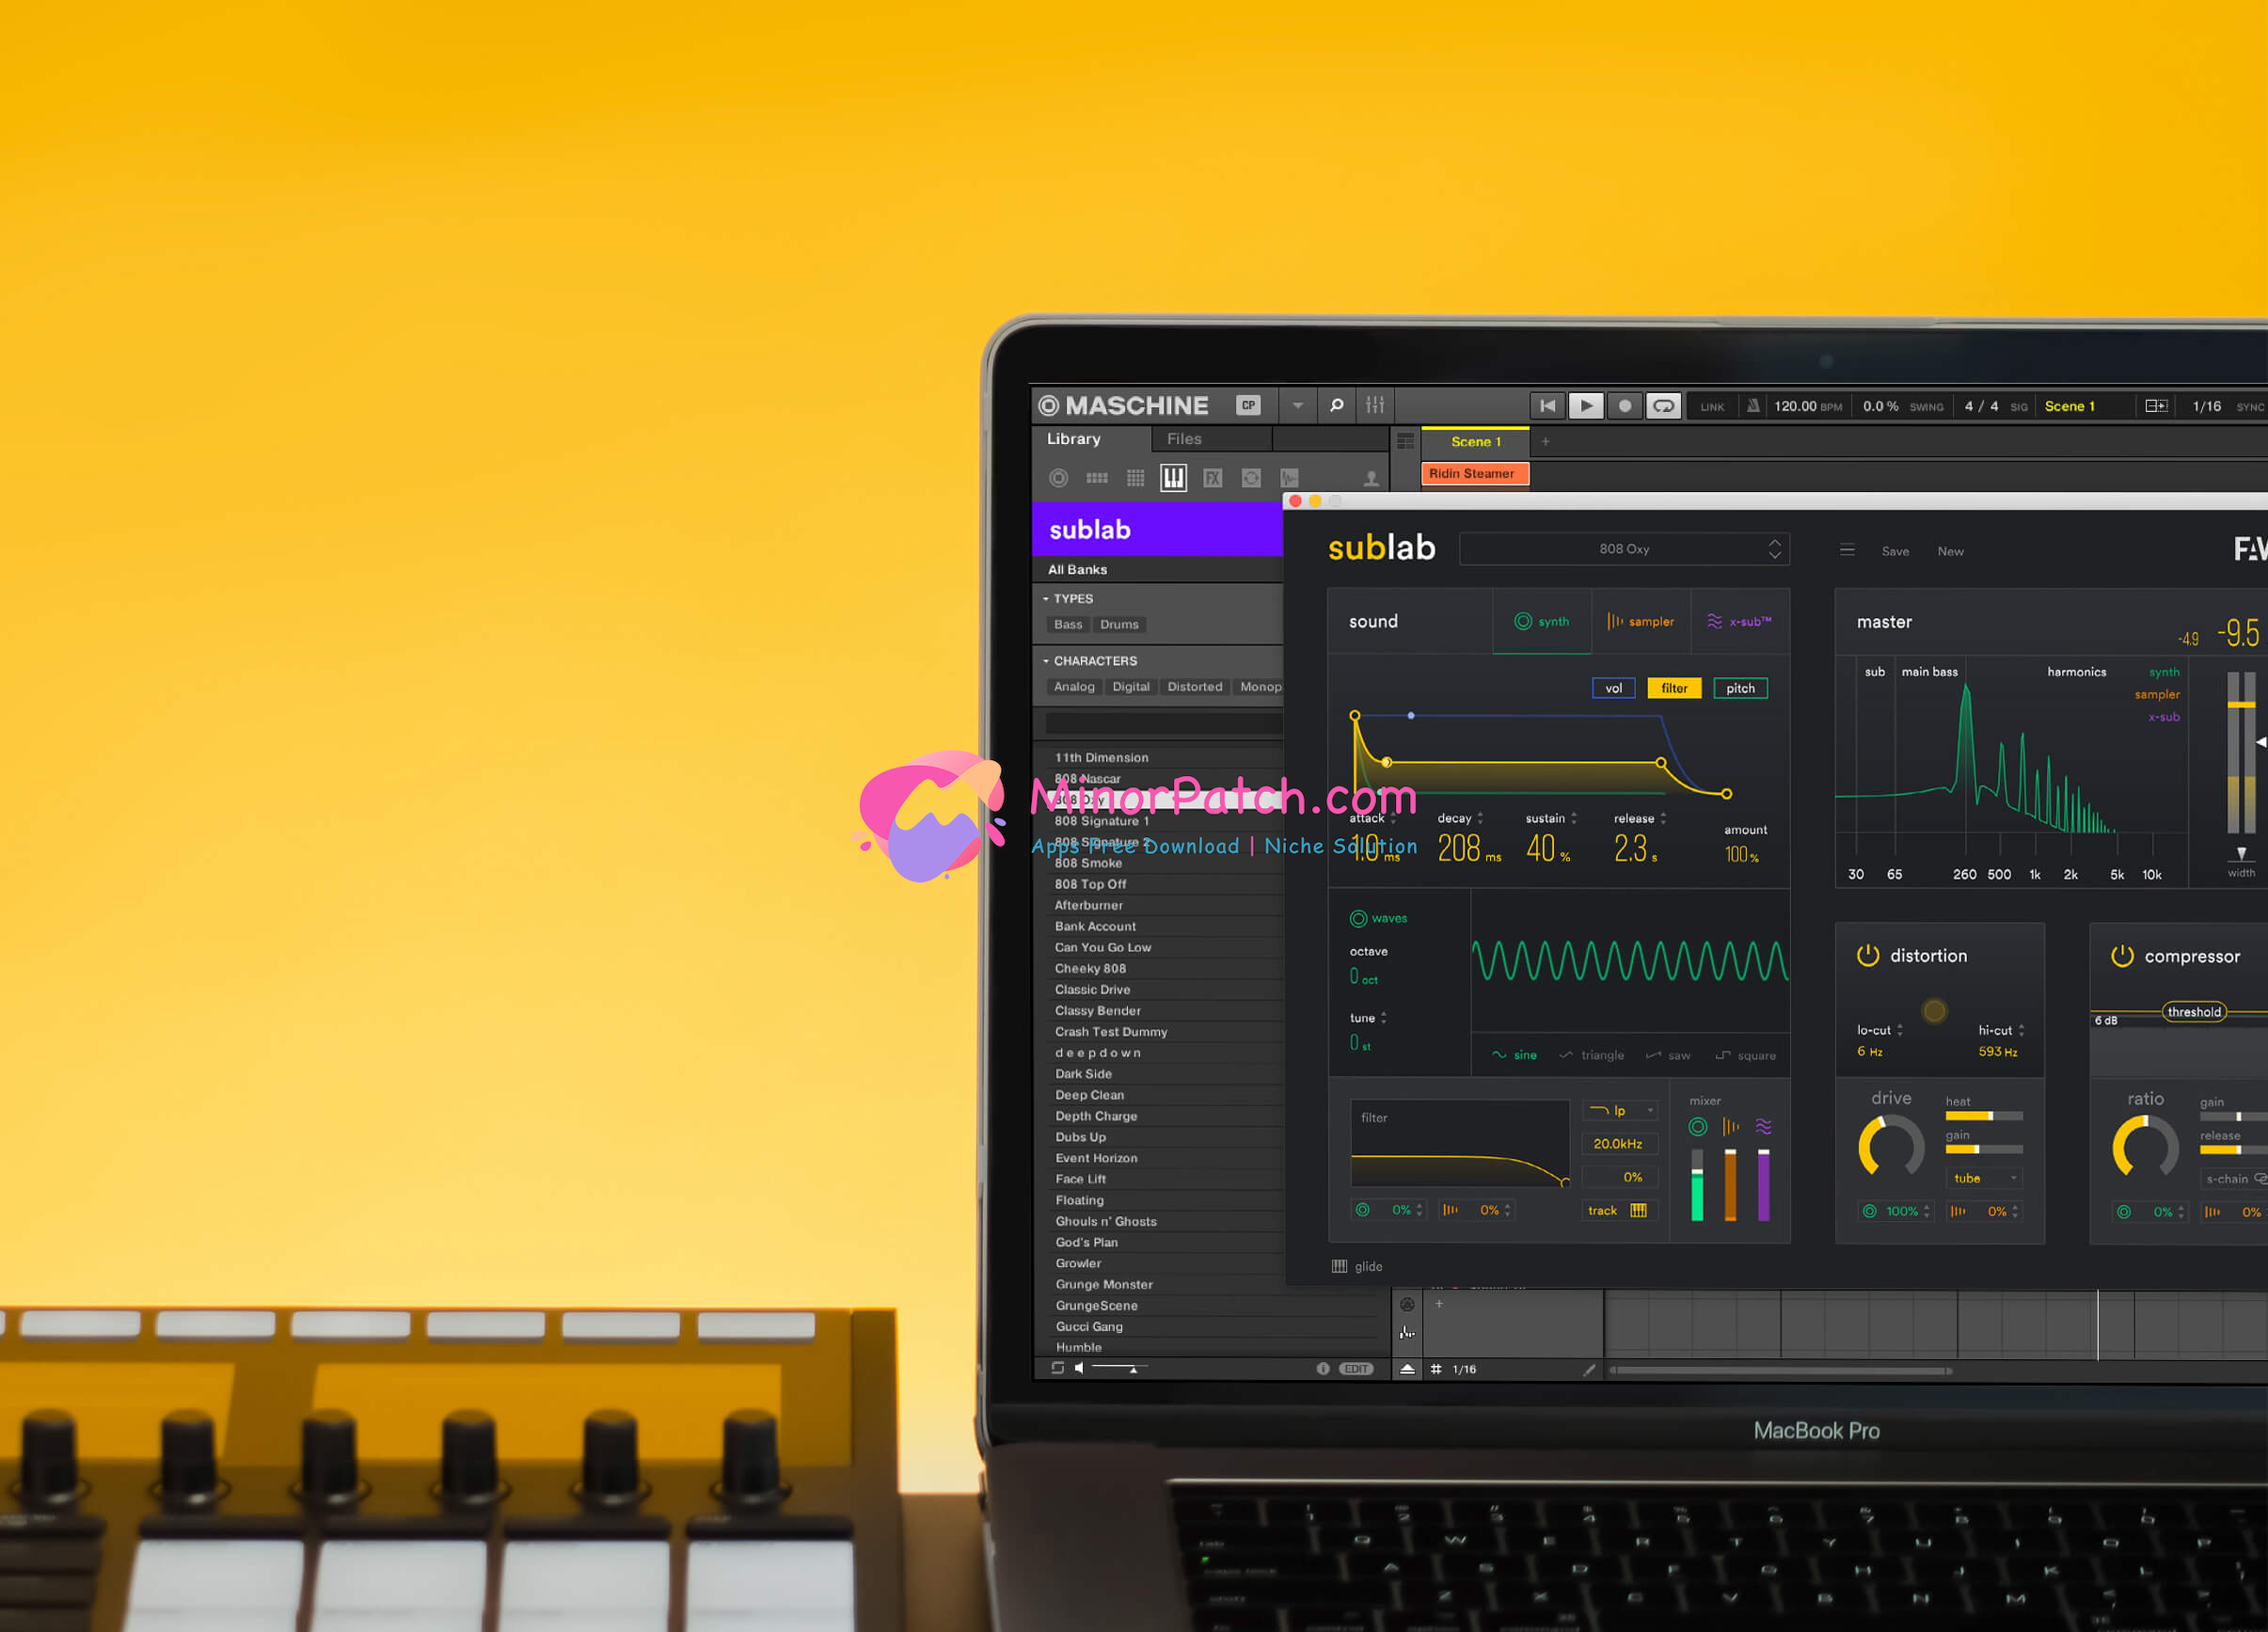 MASCHINE CP
LINK 120.00 BPM 0.0 % SWING 4 / 4 SIG Scene 1 1/16 SYNC
Library Files
Scene 1 +
Ridin Steamer
FX
sublab
All Banks
TYPES
Bass Drums
CHARACTERS
Analog Digital Distorted Monop
11th Dimension
808 Nascar
808 Oxy
808 Signature 1
808 Signature 2
808 Smoke
808 Top Off
Afterburner
Bank Account
Can You Go Low
Cheeky 808
Classic Drive
Classy Bender
Crash Test Dummy
d e e p d o w n
Dark Side
Deep Clean
Depth Charge
Dubs Up
Event Horizon
Face Lift
Floating
Ghouls n' Ghosts
God's Plan
Growler
Grunge Monster
GrungeScene
Gucci Gang
Humble
EDIT
MinorPatch.com
Apps Free Download | Niche Solution
sublab 808 Oxy Save New
sound synth sampler x-sub™
vol filter pitch
attack decay sustain release amount
1.0 ms 208 ms 40 % 2.3 s 100 %
waves
octave
0 oct
tune
0 st
sine triangle saw square
filter
lp
20.0kHz
0%
0% 0% track
mixer
glide
master -4.9 -9.5
sub main bass harmonics synth
sampler
x-sub
30 65 260 500 1k 2k 5k 10k
width
distortion
lo-cut hi-cut
6 Hz 593 Hz
drive heat
gain
tube
100% 0%
compressor
threshold
6 dB
ratio gain
release
s-chain
0% 0%
+
1/16
MacBook Pro
Q W E R T Y U I O P
A S D F G H J K L
Z X C V B N M